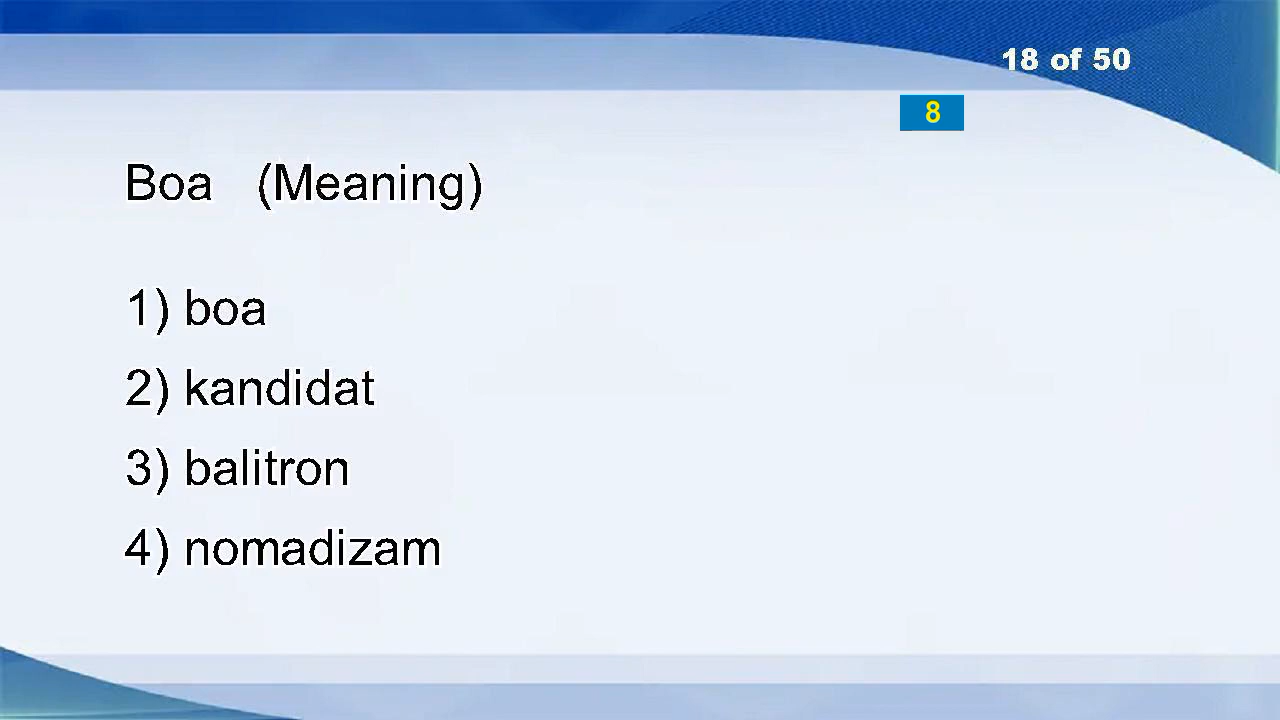 18 of 50
8
Boa (Meaning)
1) boa
2) kandidat
3) balitron
4) nomadizam